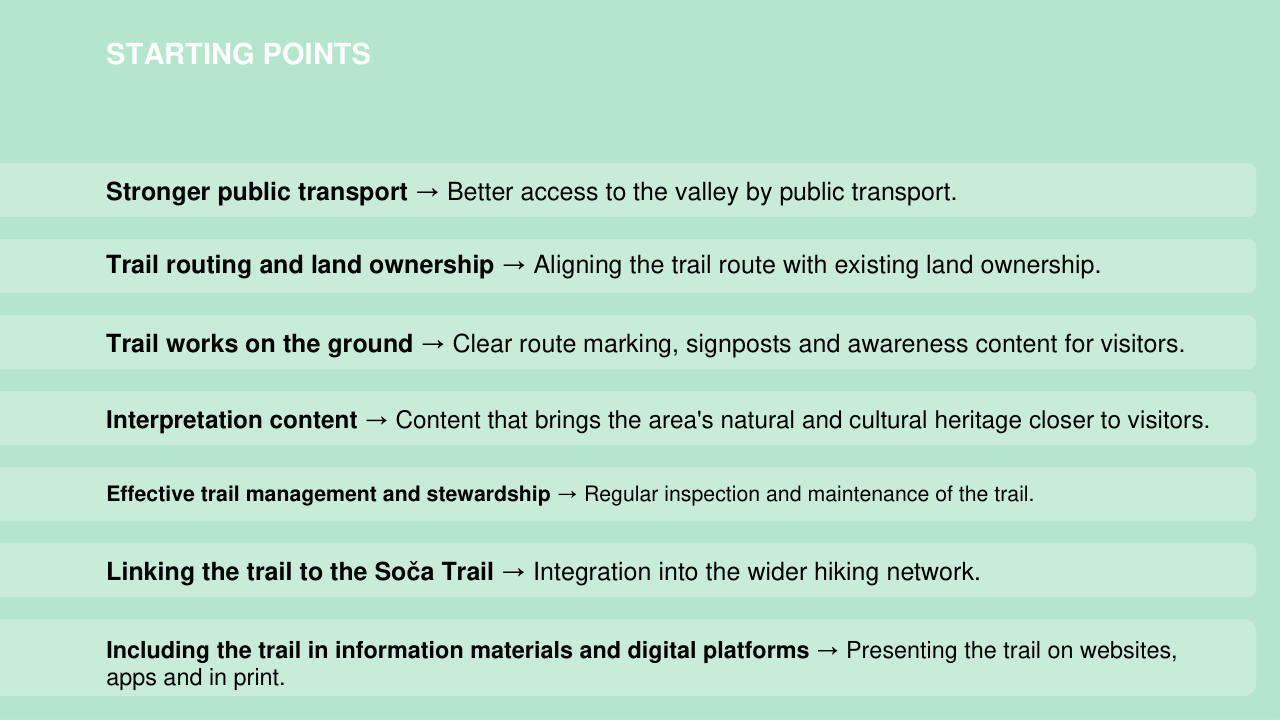 STARTING POINTS
Stronger public transport → Better access to the valley by public transport.
Trail routing and land ownership → Aligning the trail route with existing land ownership.
Trail works on the ground → Clear route marking, signposts and awareness content for visitors.
Interpretation content → Content that brings the area's natural and cultural heritage closer to visitors.
Effective trail management and stewardship → Regular inspection and maintenance of the trail.
Linking the trail to the Soča Trail → Integration into the wider hiking network.
Including the trail in information materials and digital platforms → Presenting the trail on websites,
apps and in print.